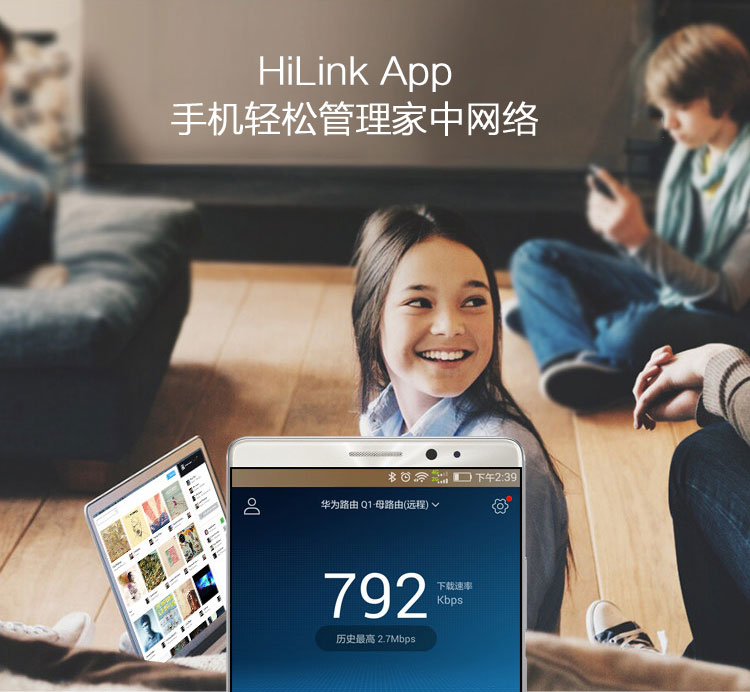 HiLink App
手机轻松管理家中网络
下午2:39
华为路由 Q1-母路由(远程)
792
下载速率
Kbps
历史最高 2.7Mbps